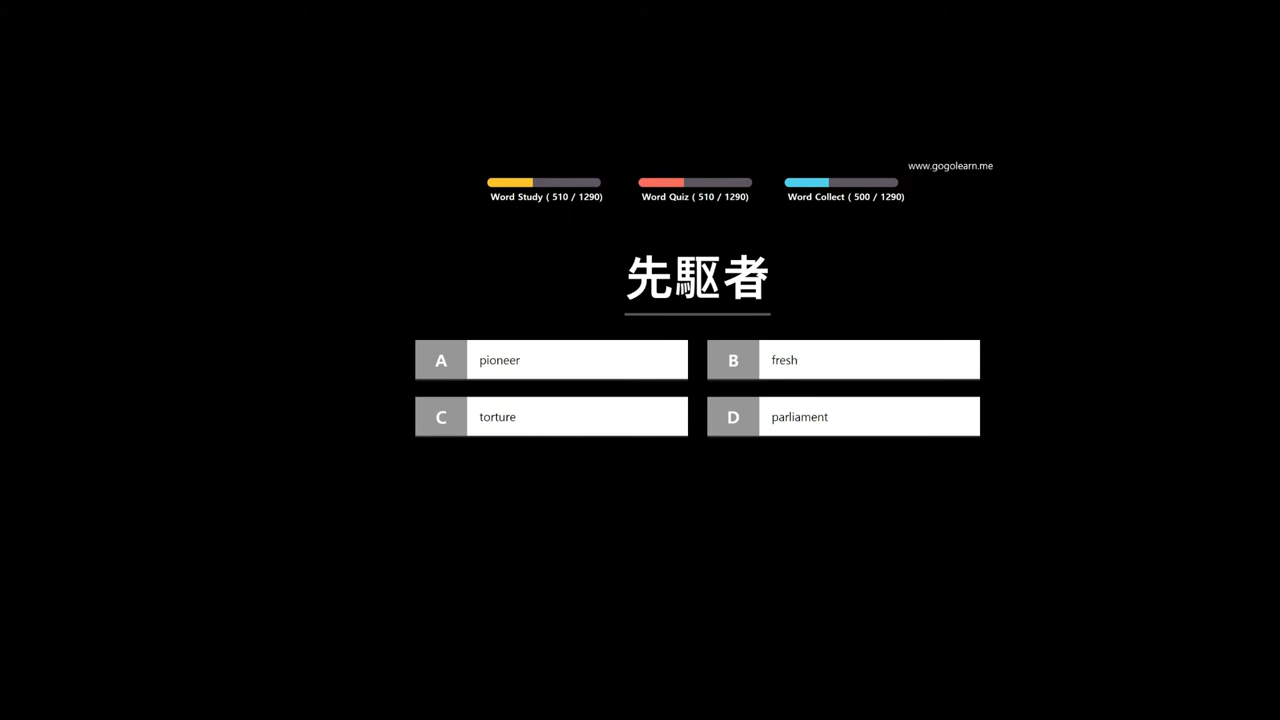 www.gogolearn.me
Word Study ( 510 / 1290)
Word Quiz ( 510 / 1290)
Word Collect ( 500 / 1290)
先駆者
A pioneer
B fresh
C torture
D parliament